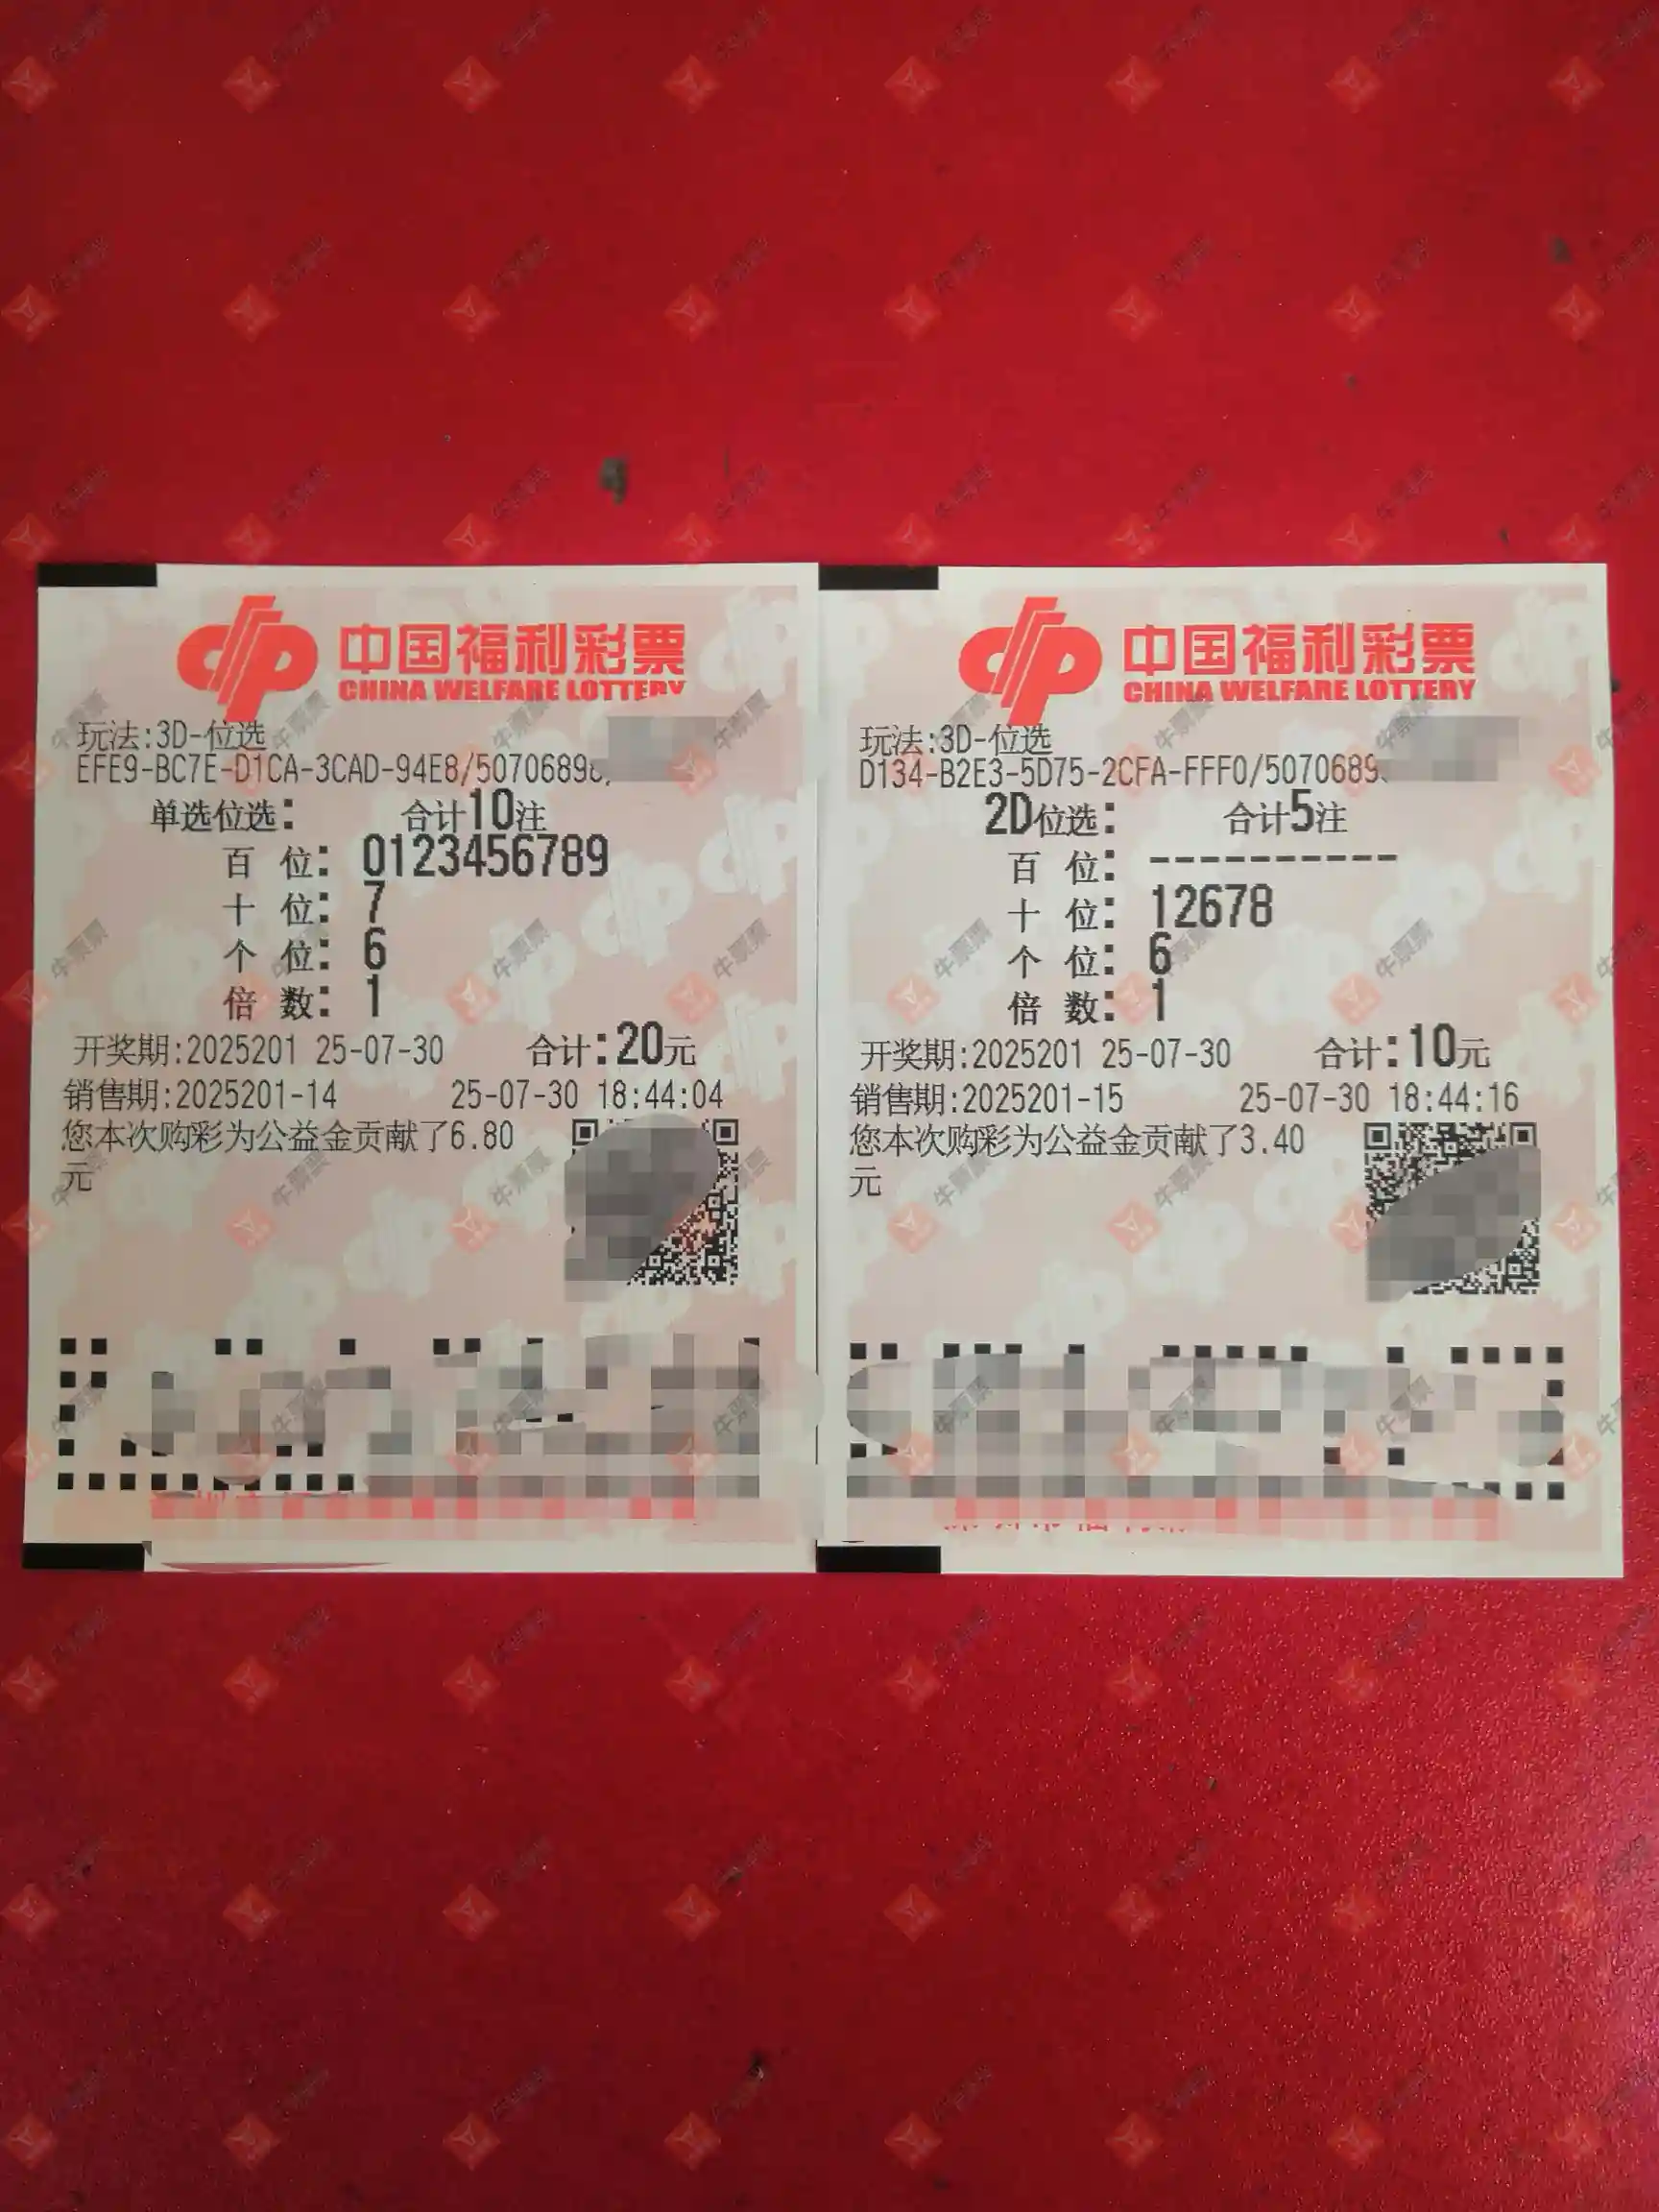 中国福利彩票
CHINA WELFARE LOTTERY
玩法:3D-位选
EFE9-BC7E-D1CA-3CAD-94E8/5070689
单选位选: 合计10注
百 位: 0123456789
十 位: 7
个 位: 6
倍 数: 1
开奖期:2025201 25-07-30 合计:20元
销售期:2025201-14 25-07-30 18:44:04
您本次购彩为公益金贡献了6.80
元
中国福利彩票
CHINA WELFARE LOTTERY
玩法:3D-位选
D134-B2E3-5D75-2CFA-FFF0/5070689
2D位选: 合计5注
百 位: ----------
十 位: 12678
个 位: 6
倍 数: 1
开奖期:2025201 25-07-30 合计:10元
销售期:2025201-15 25-07-30 18:44:16
您本次购彩为公益金贡献了3.40
元
牛票票